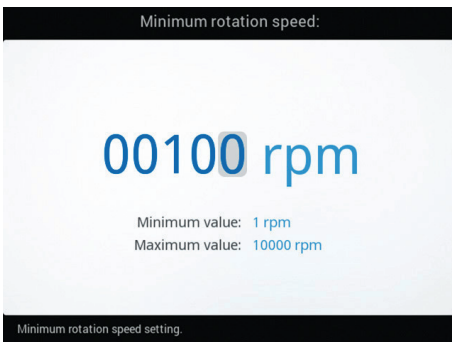 Minimum rotation speed:
00100 rpm
Minimum value: 1 rpm
Maximum value: 10000 rpm
Minimum rotation speed setting.